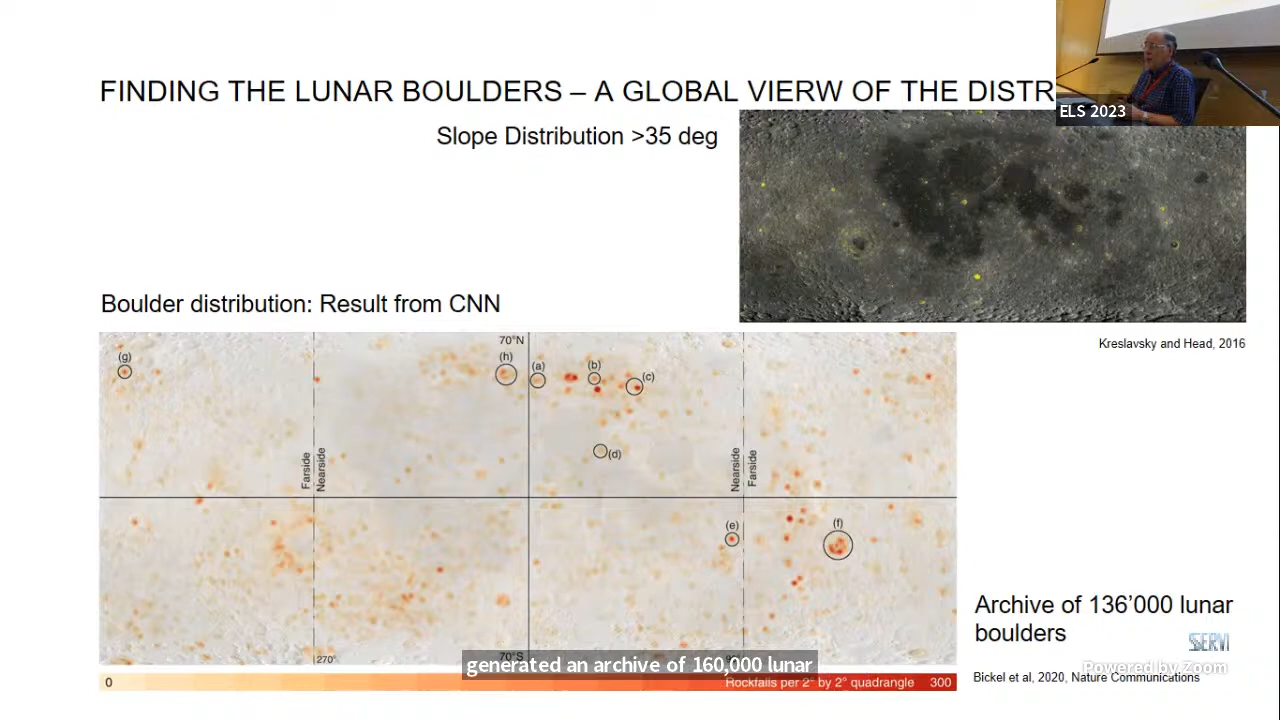 FINDING THE LUNAR BOULDERS – A GLOBAL VIERW OF THE DISTR
ELS 2023
Slope Distribution >35 deg
Kreslavsky and Head, 2016
Boulder distribution: Result from CNN
70°N
(g)
(h)
(a)
(b)
(c)
(d)
Farside
Nearside
Nearside
Farside
(e)
(f)
270°
70°S
90°
Archive of 136’000 lunar
boulders
SSERVI
generated an archive of 160,000 lunar
Powered by Zoom
Bickel et al, 2020, Nature Communications
0
Rockfalls per 2° by 2° quadrangle
300